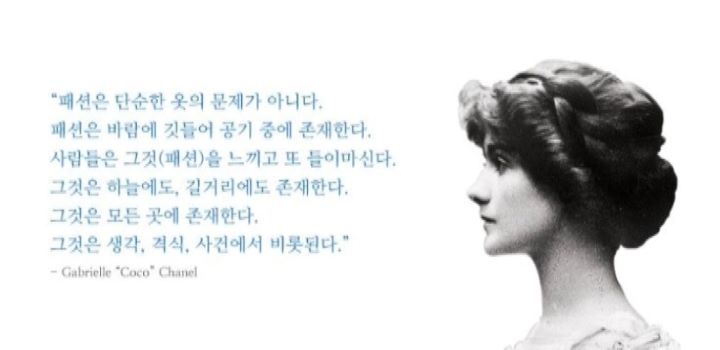 “패션은 단순한 옷의 문제가 아니다.
패션은 바람에 깃들어 공기 중에 존재한다.
사람들은 그것(패션)을 느끼고 또 들이마신다.
그것은 하늘에도, 길거리에도 존재한다.
그것은 모든 곳에 존재한다.
그것은 생각, 격식, 사건에서 비롯된다.”
- Gabrielle “Coco” Chanel